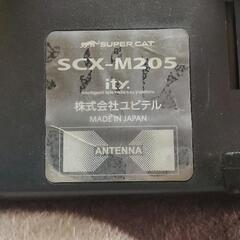 SUPER CAT
SCX-M205
ity.
株式会社ユピテル
MADE IN JAPAN
ANTENNA